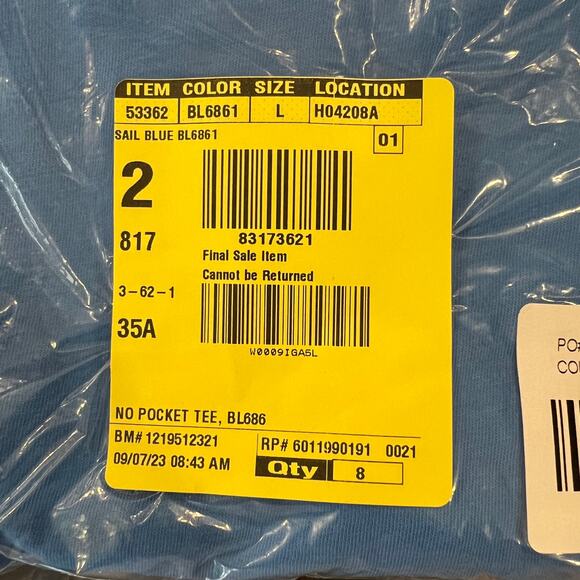 ITEM COLOR SIZE LOCATION
53362 BL6861 L H04208A
SAIL BLUE BL6861 01
2
83173621
817
Final Sale Item
Cannot be Returned
3-62-1
35A
W0009IGA5L
NO POCKET TEE, BL686
BM# 1219512321 RP# 6011990191 0021
09/07/23 08:43 AM Qty 8